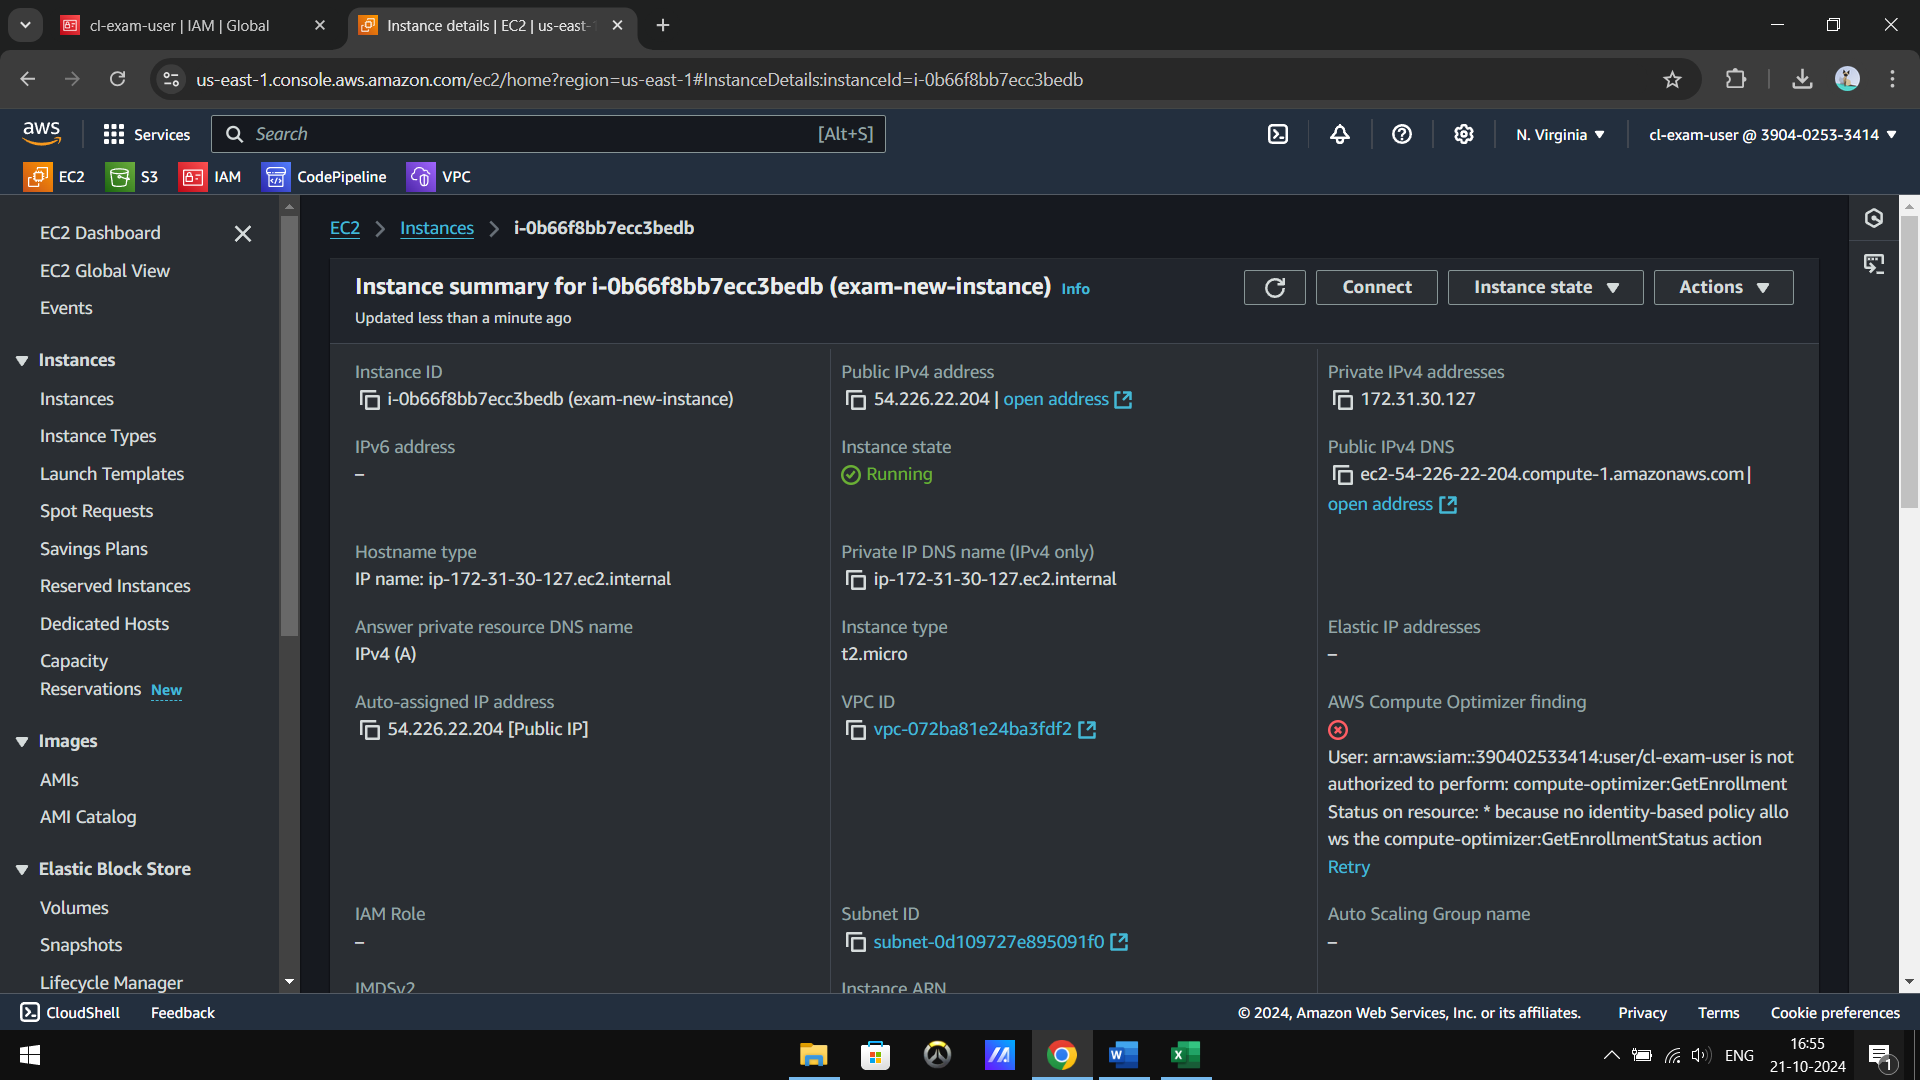 cl-exam-user | IAM | Global
Instance details | EC2 | us-east-
us-east-1.console.aws.amazon.com/ec2/home?region=us-east-1#InstanceDetails:instanceId=i-0b66f8bb7ecc3bedb
aws
Services
Search
[Alt+S]
N. Virginia
cl-exam-user @ 3904-0253-3414
EC2
S3
IAM
CodePipeline
VPC
EC2 Dashboard
EC2 Global View
Events
Instances
Instances
Instance Types
Launch Templates
Spot Requests
Savings Plans
Reserved Instances
Dedicated Hosts
Capacity
Reservations New
Images
AMIs
AMI Catalog
Elastic Block Store
Volumes
Snapshots
Lifecycle Manager
EC2 > Instances > i-0b66f8bb7ecc3bedb
Instance summary for i-0b66f8bb7ecc3bedb (exam-new-instance) Info
Updated less than a minute ago
Connect
Instance state
Actions
Instance ID
i-0b66f8bb7ecc3bedb (exam-new-instance)
Public IPv4 address
54.226.22.204 | open address
Private IPv4 addresses
172.31.30.127
IPv6 address
–
Instance state
Running
Public IPv4 DNS
ec2-54-226-22-204.compute-1.amazonaws.com |
open address
Hostname type
IP name: ip-172-31-30-127.ec2.internal
Private IP DNS name (IPv4 only)
ip-172-31-30-127.ec2.internal
Answer private resource DNS name
IPv4 (A)
Instance type
t2.micro
Elastic IP addresses
–
Auto-assigned IP address
54.226.22.204 [Public IP]
VPC ID
vpc-072ba81e24ba3fdf2
AWS Compute Optimizer finding
User: arn:aws:iam::390402533414:user/cl-exam-user is not
authorized to perform: compute-optimizer:GetEnrollment
Status on resource: * because no identity-based policy allo
ws the compute-optimizer:GetEnrollmentStatus action
Retry
IAM Role
–
Subnet ID
subnet-0d109727e895091f0
Auto Scaling Group name
–
IMDSv2
Instance ARN
CloudShell
Feedback
© 2024, Amazon Web Services, Inc. or its affiliates.
Privacy
Terms
Cookie preferences
ENG
16:55
21-10-2024
1